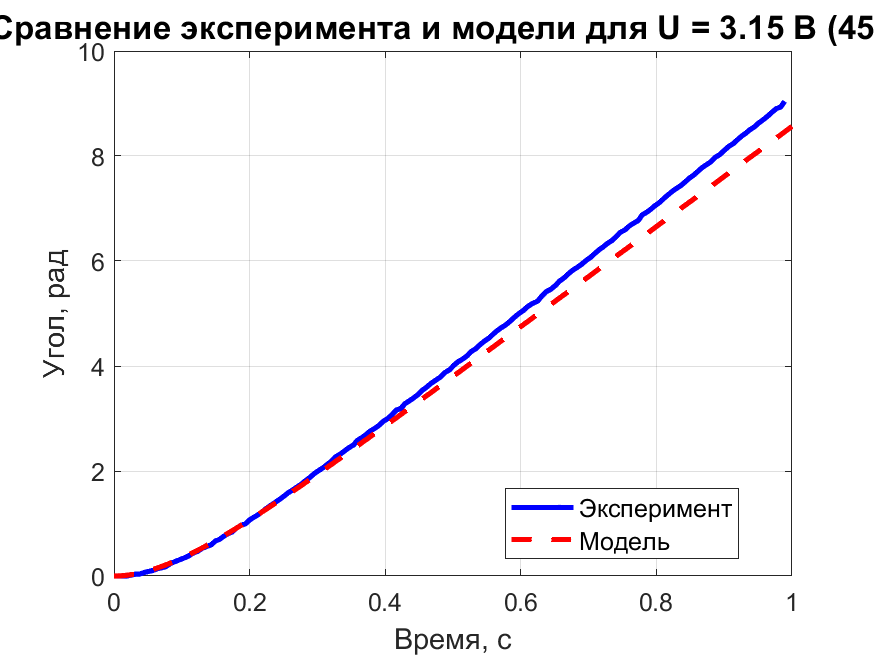 Сравнение эксперимента и модели для U = 3.15 В (45
10
8
6
4
2
0
Угол, рад
0 0.2 0.4 0.6 0.8 1
Время, с
Эксперимент
Модель